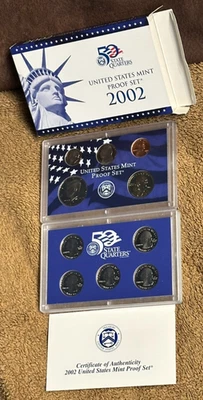 50
STATE
QUARTERS®
UNITED STATES MINT
PROOF SET®
2002
UNITED STATES MINT
PROOF SET®
50
STATE
QUARTERS®
Certificate of Authenticity
2002 United States Mint Proof Set®